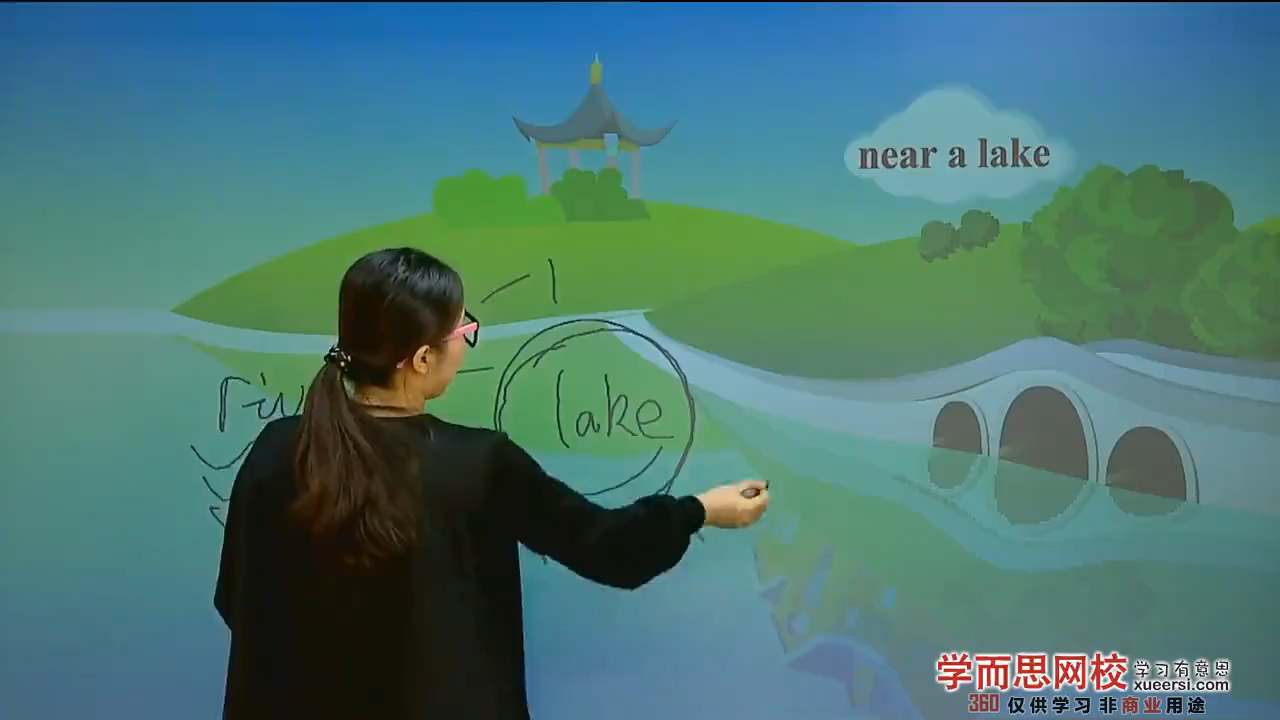 near a lake
lake
学而思网校 学习有意思
xueersi.com
360 仅供学习 非商业用途